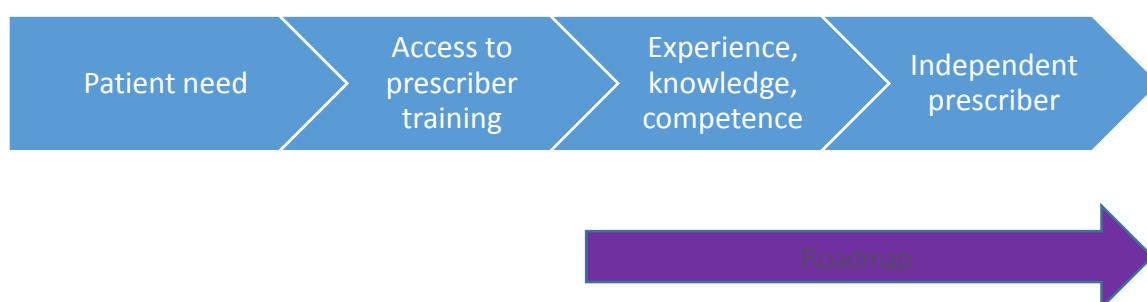 Patient need
Access to
prescriber
training
Experience,
knowledge,
competence
Independent
prescriber
Roadmap